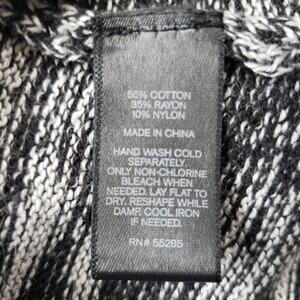 55% COTTON
35% RAYON
10% NYLON
MADE IN CHINA
HAND WASH COLD
SEPARATELY.
ONLY NON-CHLORINE
BLEACH WHEN
NEEDED. LAY FLAT TO
DRY. RESHAPE WHILE
DAMP. COOL IRON
IF NEEDED.
RN# 55285